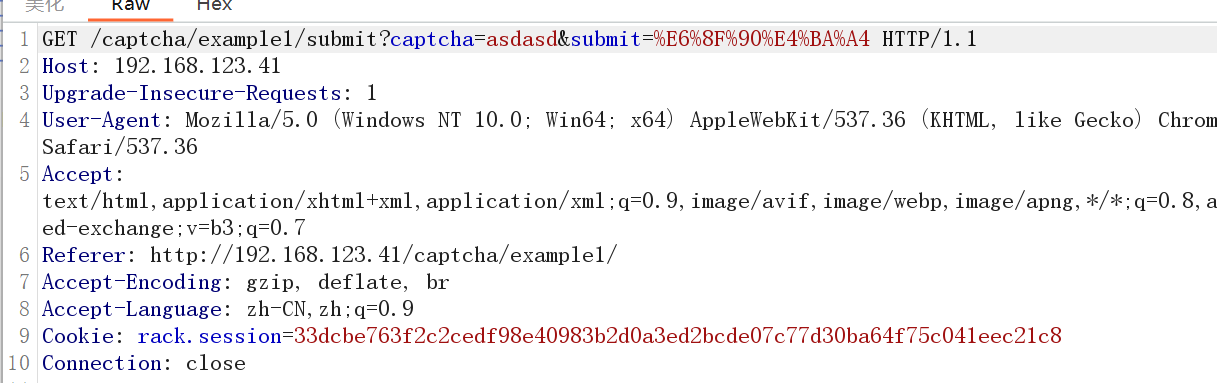 美化 Raw Hex
1 GET /captcha/example1/submit?captcha=asdasd&submit=%E6%8F%90%E4%BA%A4 HTTP/1.1
2 Host: 192.168.123.41
3 Upgrade-Insecure-Requests: 1
4 User-Agent: Mozilla/5.0 (Windows NT 10.0; Win64; x64) AppleWebKit/537.36 (KHTML, like Gecko) Chrom
Safari/537.36
5 Accept:
text/html,application/xhtml+xml,application/xml;q=0.9,image/avif,image/webp,image/apng,*/*;q=0.8,a
ed-exchange;v=b3;q=0.7
6 Referer: http://192.168.123.41/captcha/example1/
7 Accept-Encoding: gzip, deflate, br
8 Accept-Language: zh-CN,zh;q=0.9
9 Cookie: rack.session=33dcbe763f2c2cedf98e40983b2d0a3ed2bcde07c77d30ba64f75c041eec21c8
10 Connection: close